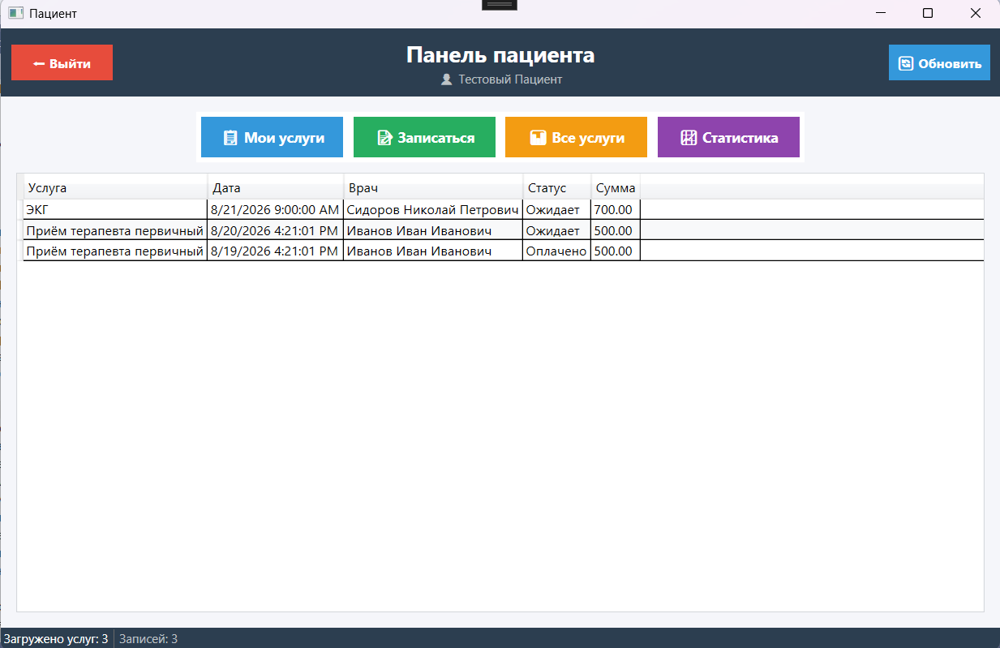 Пациент
Выйти
Панель пациента
Обновить
Тестовый Пациент
Мои услуги Записаться Все услуги Статистика
Услуга Дата Врач Статус Сумма
ЭКГ 8/21/2026 9:00:00 AM Сидоров Николай Петрович Ожидает 700.00
Приём терапевта первичный 8/20/2026 4:21:01 PM Иванов Иван Иванович Ожидает 500.00
Приём терапевта первичный 8/19/2026 4:21:01 PM Иванов Иван Иванович Оплачено 500.00
Загружено услуг: 3 Записей: 3